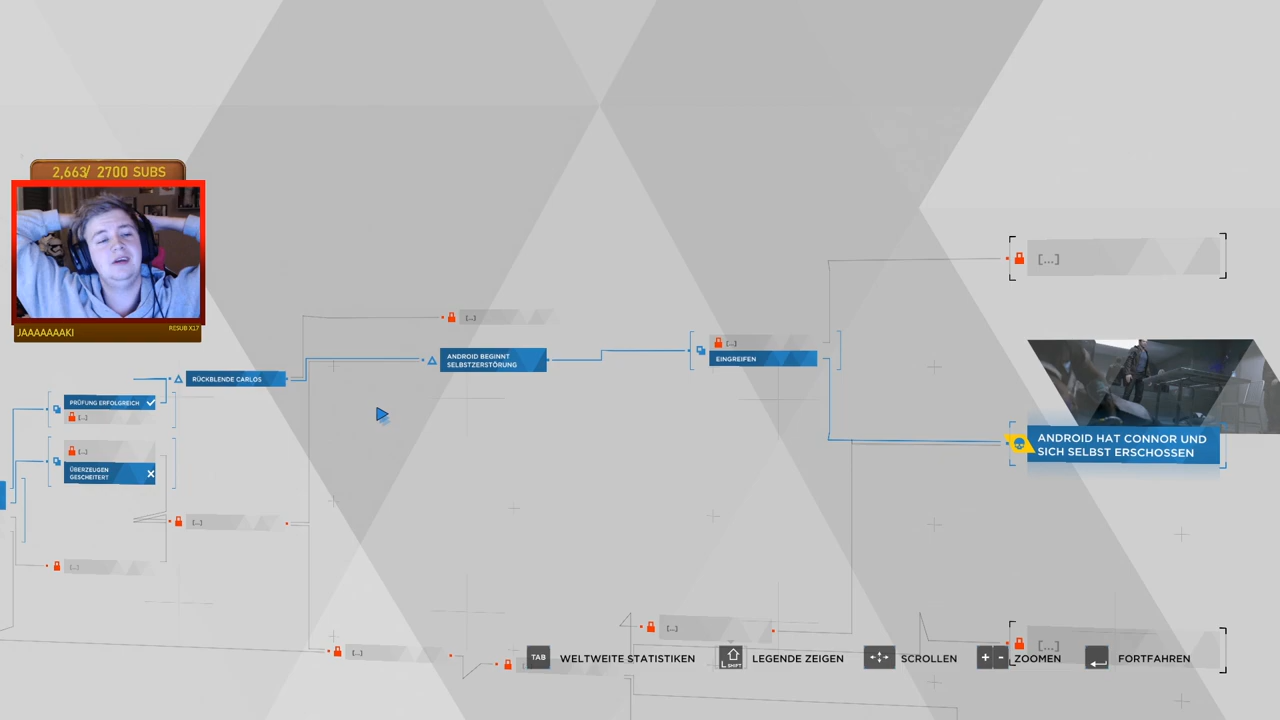 2,663/ 2700 SUBS
JAAAAAAAKI
RESUB X17
[...]
[...]
[...]
ANDROID BEGINNT
SELBSTZERSTÖRUNG
EINGREIFEN
RÜCKBLENDE CARLOS
PRÜFUNG ERFOLGREICH
[...]
[...]
ÜBERZEUGEN
GESCHEITERT
ANDROID HAT CONNOR UND
SICH SELBST ERSCHOSSEN
[...]
[...]
[...]
[...]
[...]
TAB WELTWEITE STATISTIKEN
L SHIFT LEGENDE ZEIGEN
SCROLLEN
+ - ZOOMEN
FORTFAHREN